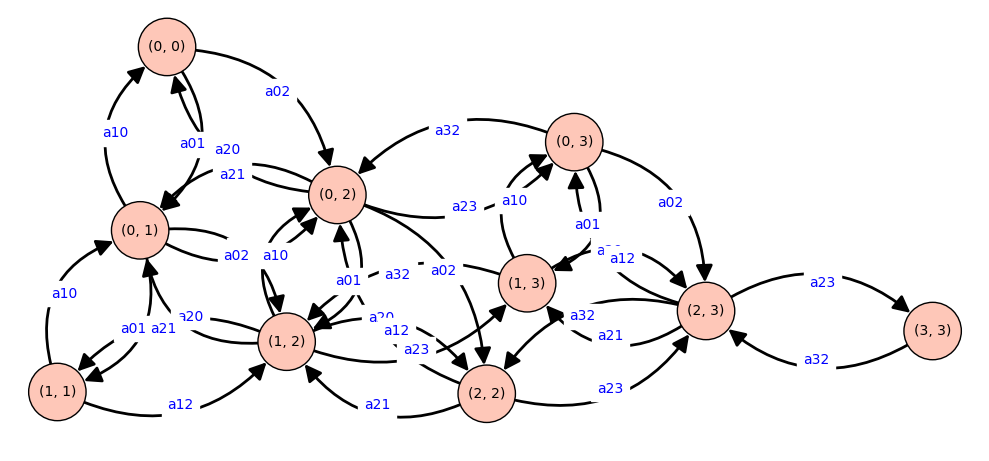 (0, 0)
a02
a10
a01
a20
a32
(0, 3)
a21
(0, 2)
a23
a10
a02
(0, 1)
a02
a10
a01
a12
a01
a32
a02
(1, 3)
a23
a10
(2, 3)
a01
a21
a20
a20
a12
a32
(3, 3)
(1, 2)
a23
a21
a32
(1, 1)
(2, 2)
a23
a12
a21